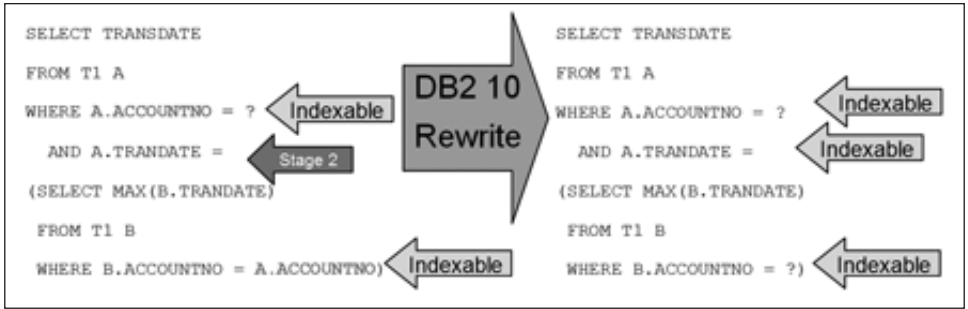 SELECT TRANSDATE
FROM T1 A
WHERE A.ACCOUNTNO = ?
Indexable
AND A.TRANDATE =
Stage 2
(SELECT MAX(B.TRANDATE)
FROM T1 B
WHERE B.ACCOUNTNO = A.ACCOUNTNO)
Indexable
DB2 10
Rewrite
SELECT TRANSDATE
FROM T1 A
WHERE A.ACCOUNTNO = ?
Indexable
AND A.TRANDATE =
Indexable
(SELECT MAX(B.TRANDATE)
FROM T1 B
WHERE B.ACCOUNTNO = ?)
Indexable